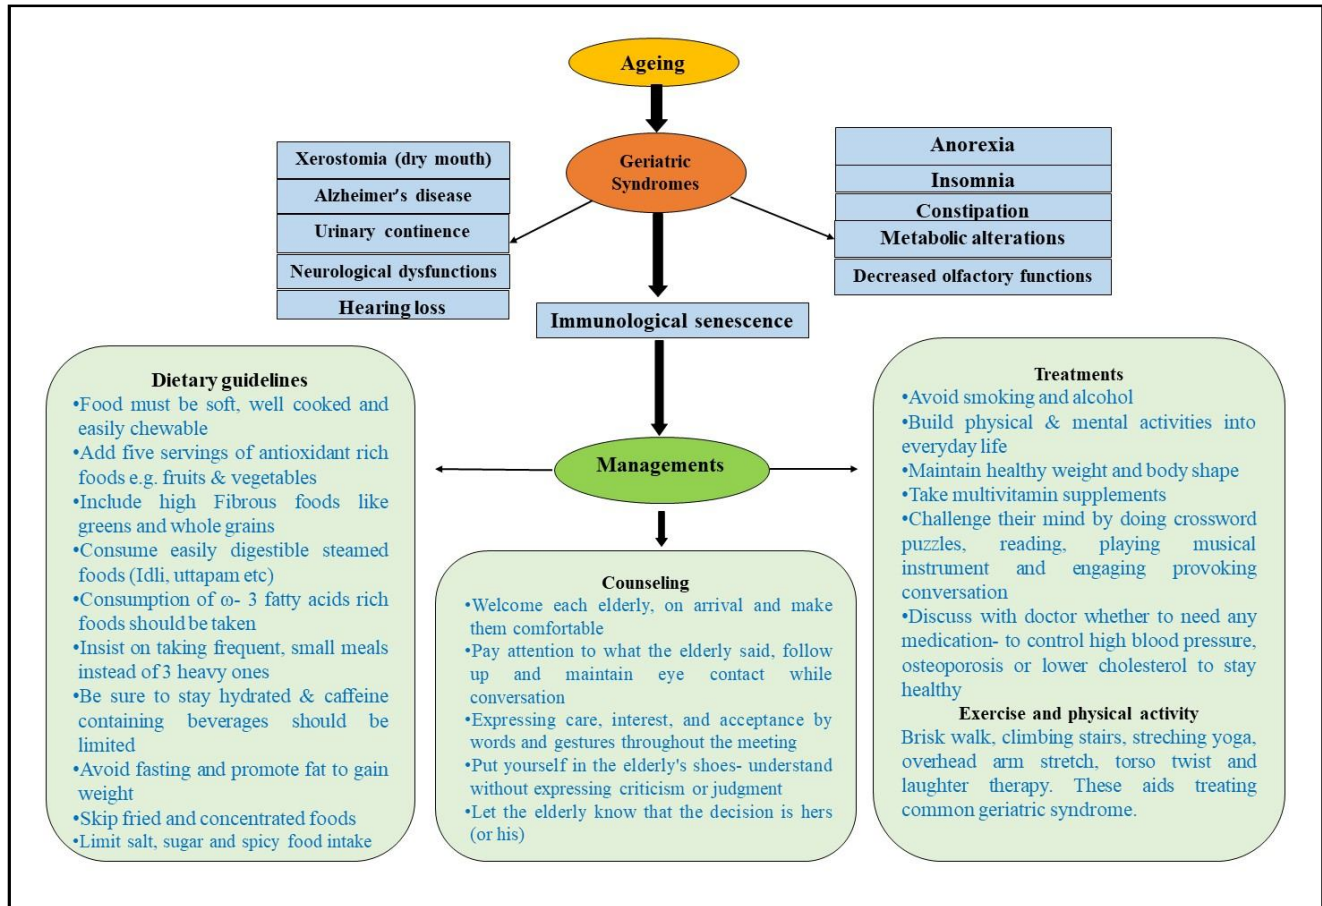 Ageing
Geriatric
Syndromes
Xerostomia (dry mouth)
Alzheimer's disease
Urinary continence
Neurological dysfunctions
Hearing loss
Anorexia
Insomnia
Constipation
Metabolic alterations
Decreased olfactory functions
Immunological senescence
Managements
Dietary guidelines
•Food must be soft, well cooked and
easily chewable
•Add five servings of antioxidant rich
foods e.g. fruits & vegetables
•Include high Fibrous foods like
greens and whole grains
•Consume easily digestible steamed
foods (Idli, uttapam etc)
•Consumption of ω- 3 fatty acids rich
foods should be taken
•Insist on taking frequent, small meals
instead of 3 heavy ones
•Be sure to stay hydrated & caffeine
containing beverages should be
limited
•Avoid fasting and promote fat to gain
weight
•Skip fried and concentrated foods
•Limit salt, sugar and spicy food intake
Counseling
•Welcome each elderly, on arrival and make
them comfortable
•Pay attention to what the elderly said, follow
up and maintain eye contact while
conversation
•Expressing care, interest, and acceptance by
words and gestures throughout the meeting
•Put yourself in the elderly's shoes- understand
without expressing criticism or judgment
•Let the elderly know that the decision is hers
(or his)
Treatments
•Avoid smoking and alcohol
•Build physical & mental activities into
everyday life
•Maintain healthy weight and body shape
•Take multivitamin supplements
•Challenge their mind by doing crossword
puzzles, reading, playing musical
instrument and engaging provoking
conversation
•Discuss with doctor whether to need any
medication- to control high blood pressure,
osteoporosis or lower cholesterol to stay
healthy
Exercise and physical activity
Brisk walk, climbing stairs, streching yoga,
overhead arm stretch, torso twist and
laughter therapy. These aids treating
common geriatric syndrome.